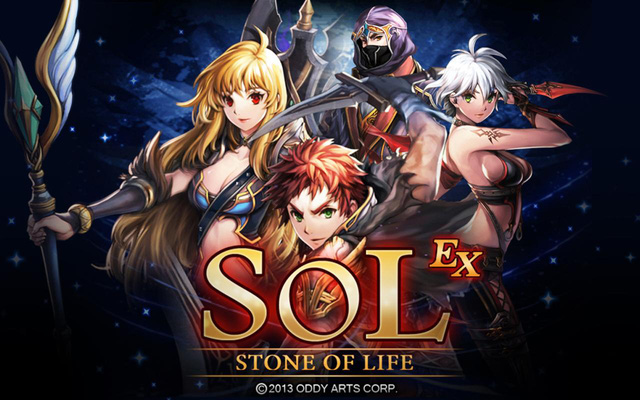 SOL EX
STONE OF LIFE
©2013 ODDY ARTS CORP.